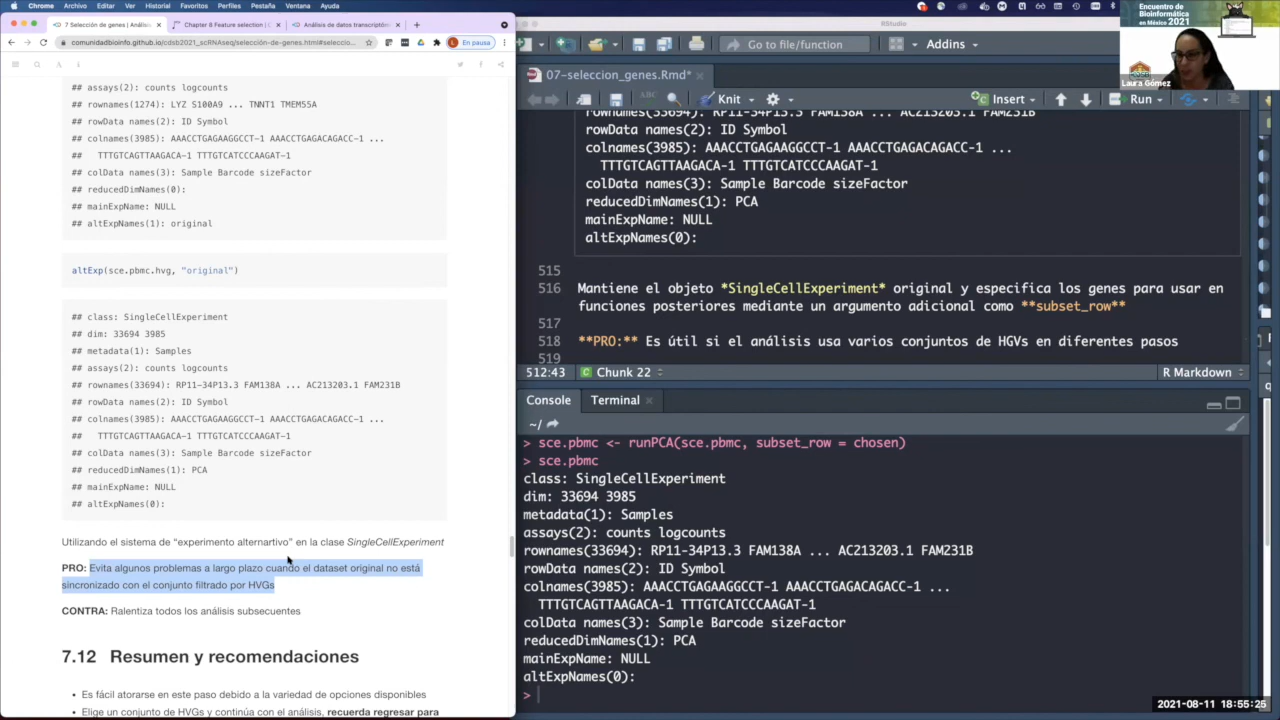 Chrome Archivo Editar Ver Historial Favoritos Perfiles Pestaña Ventana Ayuda
7 Selección de genes | Análisis
Chapter 8 Feature selection |
Análisis de datos transcriptóm
comunidadbioinfo.github.io/cdsb2021_scRNAseq/selección-de-genes.html#seleccio...
En pausa
## assays(2): counts logcounts
## rownames(1274): LYZ S100A9 ... TNNT1 TMEM55A
## rowData names(2): ID Symbol
## colnames(3985): AAACCTGAGAAGGCCT-1 AAACCTGAGACAGACC-1 ...
## TTTGTCAGTTAAGACA-1 TTTGTCATCCCAAGAT-1
## colData names(3): Sample Barcode sizeFactor
## reducedDimNames(0):
## mainExpName: NULL
## altExpNames(1): original
altExp(sce.pbmc.hvg, "original")
## class: SingleCellExperiment
## dim: 33694 3985
## metadata(1): Samples
## assays(2): counts logcounts
## rownames(33694): RP11-34P13.3 FAM138A ... AC213203.1 FAM231B
## rowData names(2): ID Symbol
## colnames(3985): AAACCTGAGAAGGCCT-1 AAACCTGAGACAGACC-1 ...
## TTTGTCAGTTAAGACA-1 TTTGTCATCCCAAGAT-1
## colData names(3): Sample Barcode sizeFactor
## reducedDimNames(1): PCA
## mainExpName: NULL
## altExpNames(0):
Utilizando el sistema de “experimento alternartivo” en la clase SingleCellExperiment
PRO: Evita algunos problemas a largo plazo cuando el dataset original no está
sincronizado con el conjunto filtrado por HVGs
CONTRA: Ralentiza todos los análisis subsecuentes
7.12 Resumen y recomendaciones
• Es fácil atorarse en este paso debido a la variedad de opciones disponibles
• Elige un conjunto de HVGs y continúa con el análisis, recuerda regresar para
RStudio
Go to file/function
Addins
07-seleccion_genes.Rmd*
Knit
Insert
Run
rownames(33694): RP11-34P13.3 FAM138A ... AC213203.1 FAM231B
rowData names(2): ID Symbol
colnames(3985): AAACCTGAGAAGGCCT-1 AAACCTGAGACAGACC-1 ...
TTTGTCAGTTAAGACA-1 TTTGTCATCCCAAGAT-1
colData names(3): Sample Barcode sizeFactor
reducedDimNames(1): PCA
mainExpName: NULL
altExpNames(0):
515
516 Mantiene el objeto *SingleCellExperiment* original y especifica los genes para usar en
funciones posteriores mediante un argumento adicional como **subset_row**
517
518 **PRO:** Es útil si el análisis usa varios conjuntos de HGVs en diferentes pasos
519
512:43 Chunk 22 R Markdown
Console Terminal
~/
> sce.pbmc <- runPCA(sce.pbmc, subset_row = chosen)
> sce.pbmc
class: SingleCellExperiment
dim: 33694 3985
metadata(1): Samples
assays(2): counts logcounts
rownames(33694): RP11-34P13.3 FAM138A ... AC213203.1 FAM231B
rowData names(2): ID Symbol
colnames(3985): AAACCTGAGAAGGCCT-1 AAACCTGAGACAGACC-1 ...
TTTGTCAGTTAAGACA-1 TTTGTCATCCCAAGAT-1
colData names(3): Sample Barcode sizeFactor
reducedDimNames(1): PCA
mainExpName: NULL
altExpNames(0):
>
Encuentro de
Bioinformática
en México 2021
Laura Gómez
2021-08-11 18:55:25